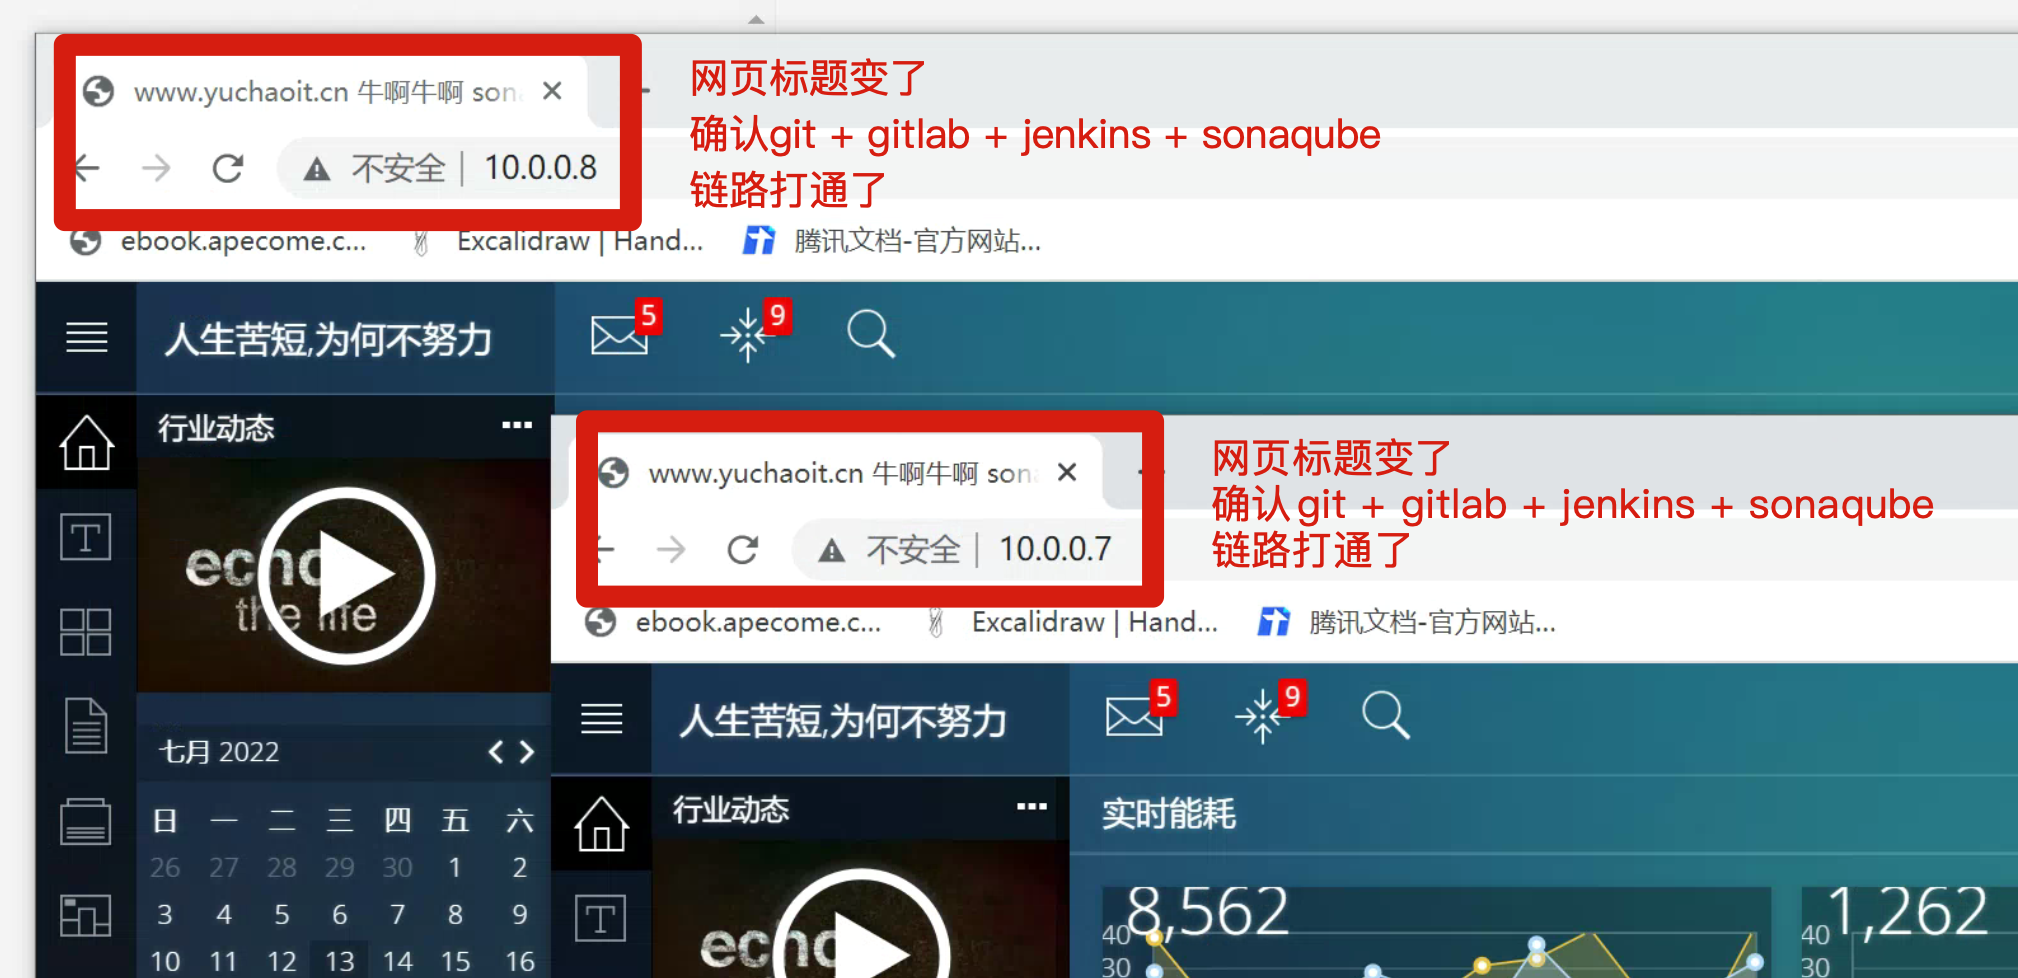 www.yuchaoit.cn 牛啊牛啊 son
网页标题变了
确认git + gitlab + jenkins + sonaqube
链路打通了
不安全 | 10.0.0.8
ebook.apecome.c... Excalidraw | Hand... 腾讯文档-官方网站...
人生苦短,为何不努力 5 9
行业动态
echo
the life
七月 2022
日 一 二 三 四 五 六
26 27 28 29 30 1 2
3 4 5 6 7 8 9
10 11 12 13 14 15 16
www.yuchaoit.cn 牛啊牛啊 son
网页标题变了
确认git + gitlab + jenkins + sonaqube
链路打通了
不安全 | 10.0.0.7
ebook.apecome.c... Excalidraw | Hand... 腾讯文档-官方网站...
人生苦短,为何不努力 5 9
行业动态
实时能耗
echo
8,562
40
30
1,262
40
30